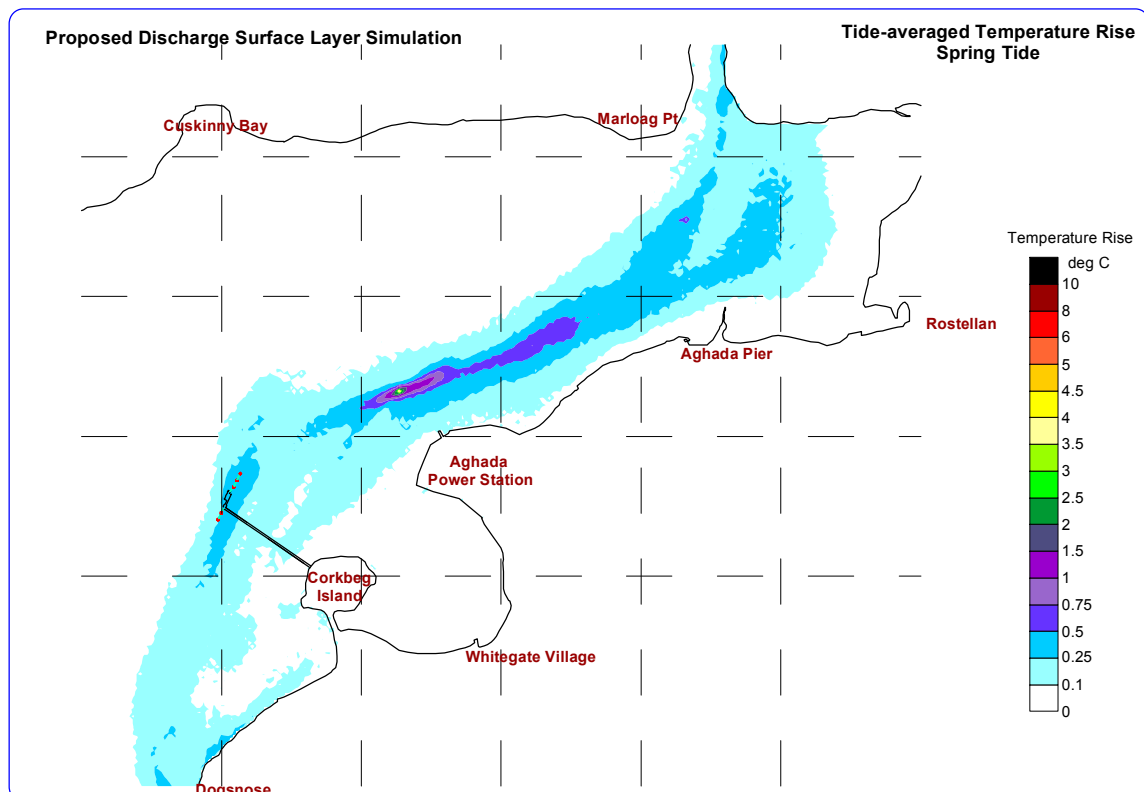 Proposed Discharge Surface Layer Simulation
Tide-averaged Temperature Rise
Spring Tide
Cuskinny Bay
Marloag Pt
Rostellan
Aghada Pier
Aghada
Power Station
Corkbeg
Island
Whitegate Village
Dogsnose
Temperature Rise
deg C
10
8
6
5
4.5
4
3.5
3
2.5
2
1.5
1
0.75
0.5
0.25
0.1
0